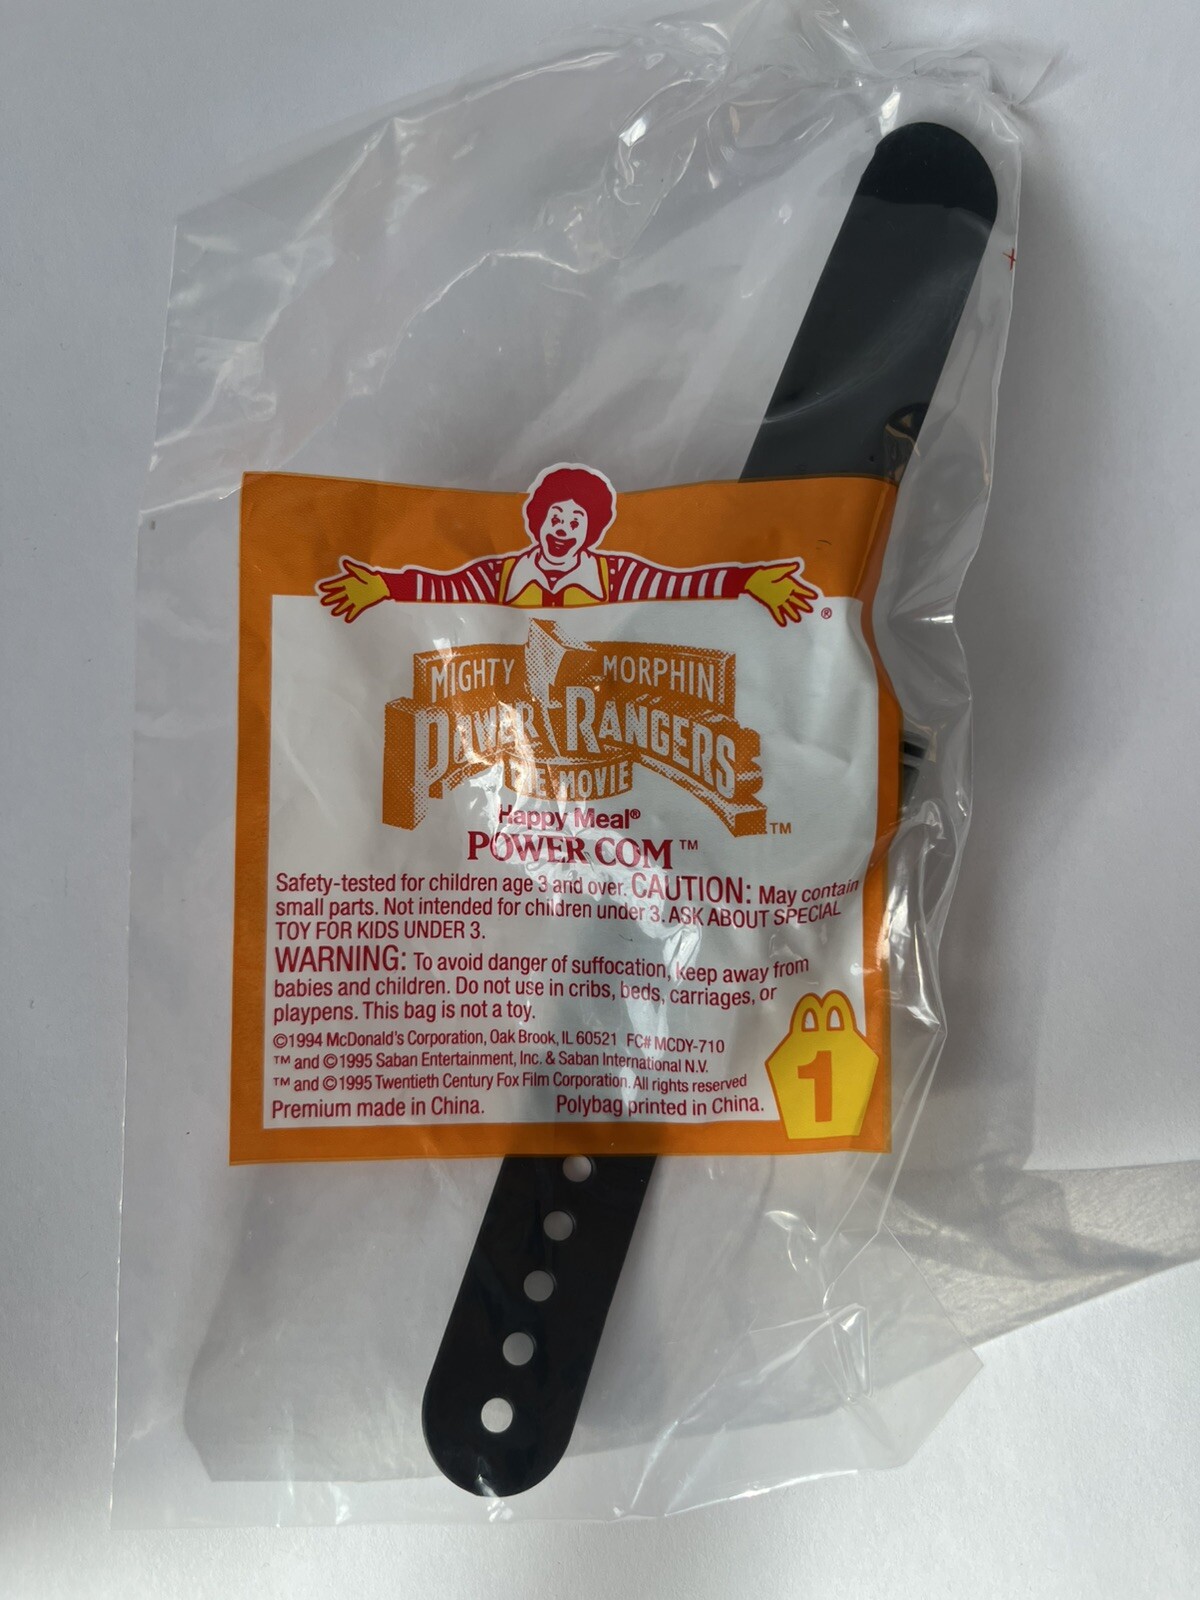 ®
MIGHTY MORPHIN
POWER RANGERS
THE MOVIE
TM
Happy Meal®
POWER COM™
Safety-tested for children age 3 and over. CAUTION: May contain
small parts. Not intended for children under 3. ASK ABOUT SPECIAL
TOY FOR KIDS UNDER 3.
WARNING: To avoid danger of suffocation, keep away from
babies and children. Do not use in cribs, beds, carriages, or
playpens. This bag is not a toy.
©1994 McDonald's Corporation, Oak Brook, IL 60521 FC# MCDY-710
™ and ©1995 Saban Entertainment, Inc. & Saban International N.V.
™ and ©1995 Twentieth Century Fox Film Corporation. All rights reserved
Premium made in China. Polybag printed in China.
1